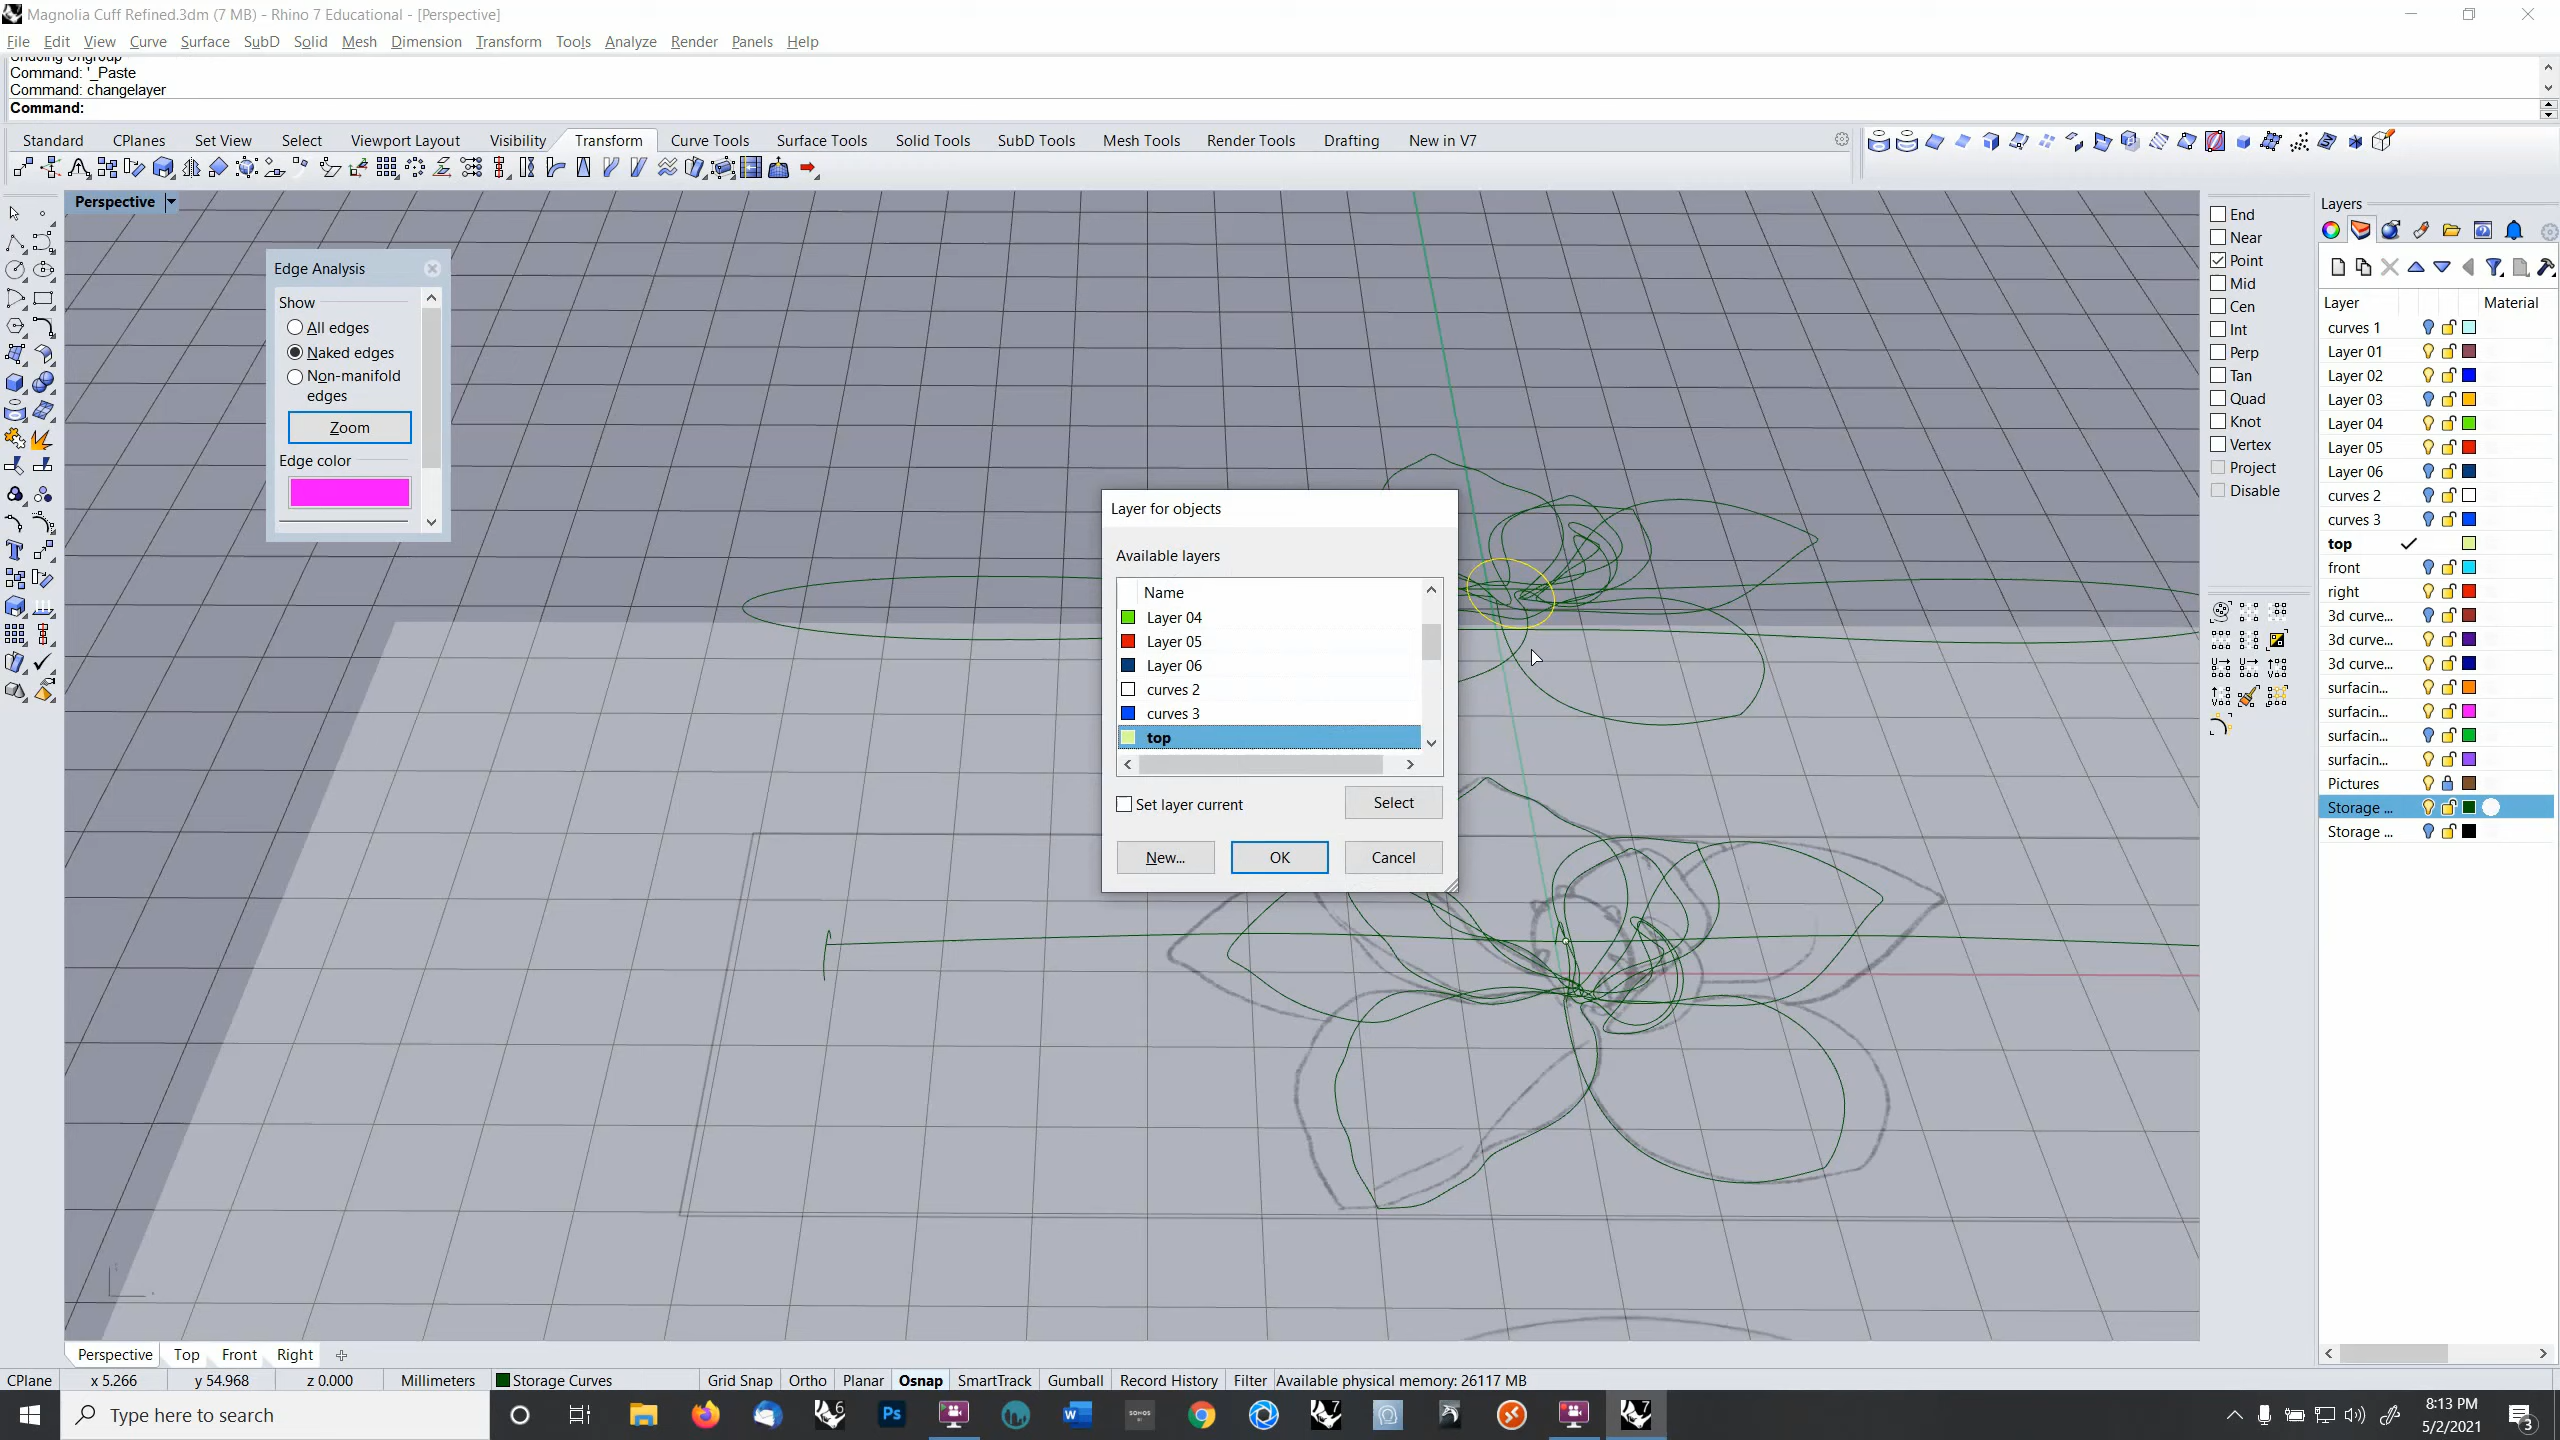 Magnolia Cuff Refined.3dm (7 MB) - Rhino 7 Educational - [Perspective]
File Edit View Curve Surface SubD Solid Mesh Dimension Transform Tools Analyze Render Panels Help
Undoing Ungroup
Command: '_Paste
Command: changelayer
Command:
Standard CPlanes Set View Select Viewport Layout Visibility Transform Curve Tools Surface Tools Solid Tools SubD Tools Mesh Tools Render Tools Drafting New in V7
Perspective
Edge Analysis
Show
All edges
Naked edges
Non-manifold
edges
Zoom
Edge color
Layer for objects
Available layers
Name
Layer 04
Layer 05
Layer 06
curves 2
curves 3
top
Set layer current
Select
New...
OK
Cancel
End
Near
Point
Mid
Cen
Int
Perp
Tan
Quad
Knot
Vertex
Project
Disable
Layers
Layer Material
curves 1
Layer 01
Layer 02
Layer 03
Layer 04
Layer 05
Layer 06
curves 2
curves 3
top
front
right
3d curve...
3d curve...
3d curve...
surfacin...
surfacin...
surfacin...
surfacin...
Pictures
Storage ...
Storage ...
Perspective Top Front Right
CPlane x 5.266 y 54.968 z 0.000 Millimeters Storage Curves Grid Snap Ortho Planar Osnap SmartTrack Gumball Record History Filter Available physical memory: 26117 MB
Type here to search
6
Ps
SONOS
7
7
8:13 PM
5/2/2021
3